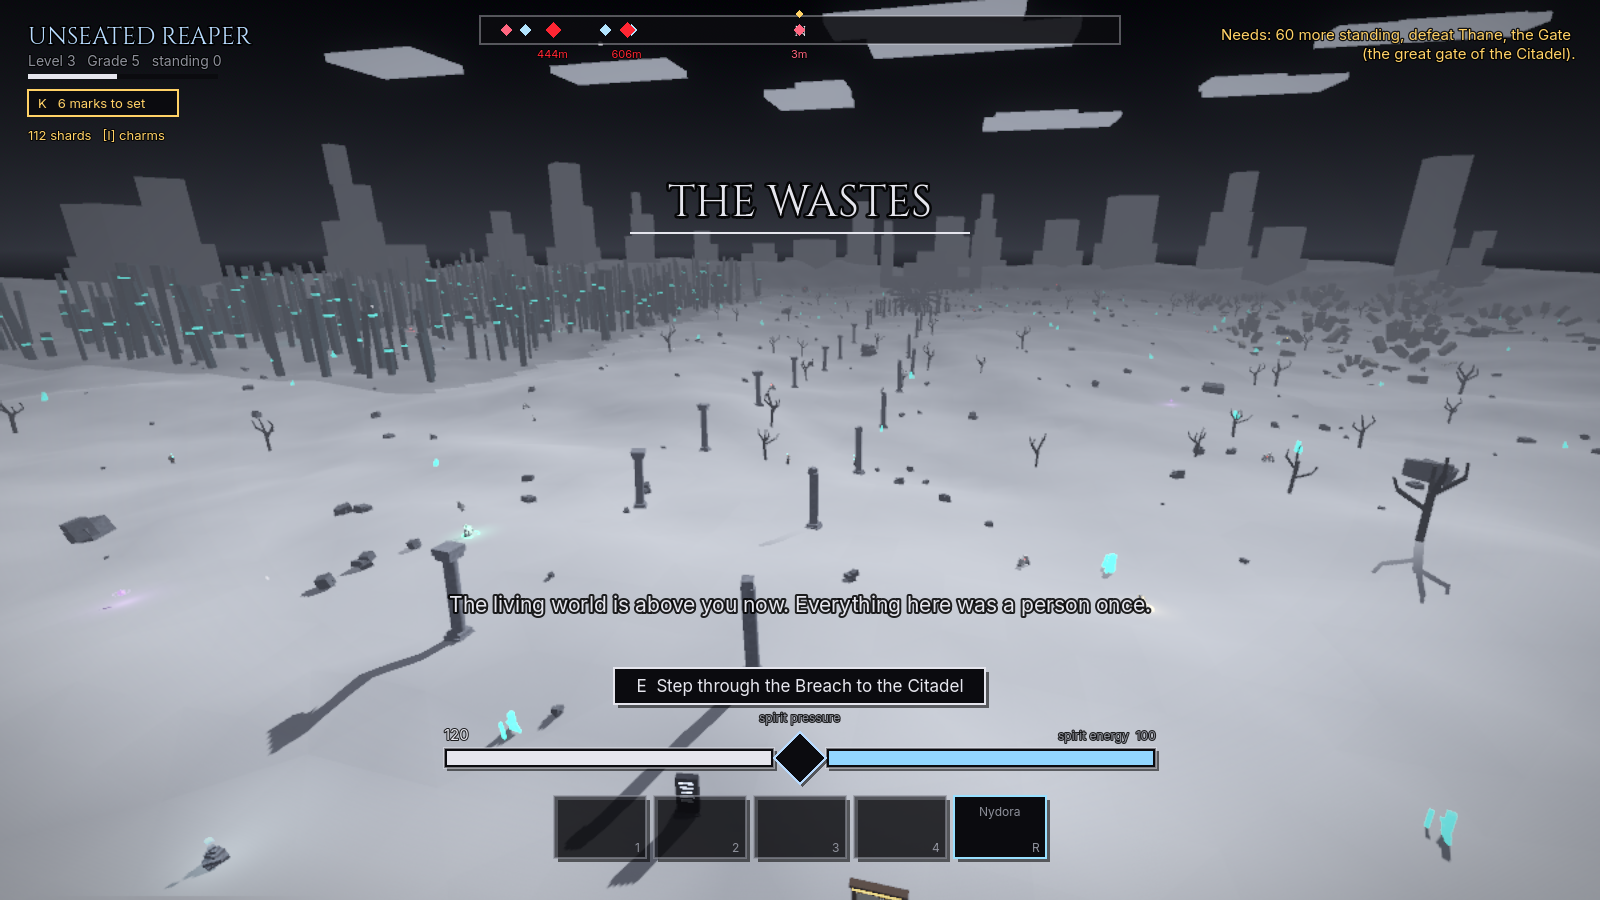 UNSEATED REAPER
Level 3 Grade 5 standing 0
K 6 marks to set
112 shards [I] charms
444m
606m
3m
Needs: 60 more standing, defeat Thane, the Gate
(the great gate of the Citadel).
THE WASTES
The living world is above you now. Everything here was a person once.
E Step through the Breach to the Citadel
spirit pressure
120
spirit energy 100
Nydora
1
2
3
4
R